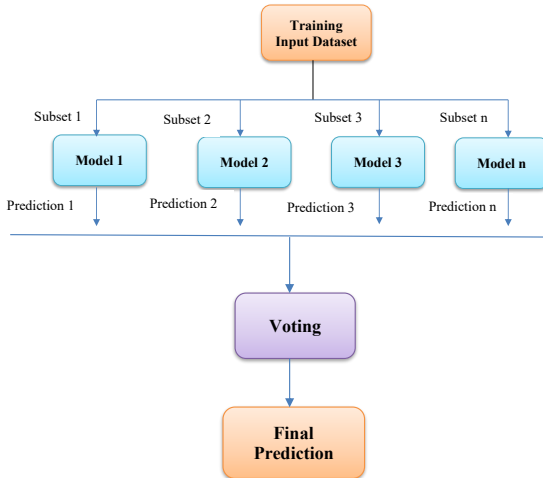 Training
Input Dataset
Subset 1
Subset 2
Subset 3
Subset n
Model 1
Model 2
Model 3
Model n
Prediction 1
Prediction 2
Prediction 3
Prediction n
Voting
Final
Prediction